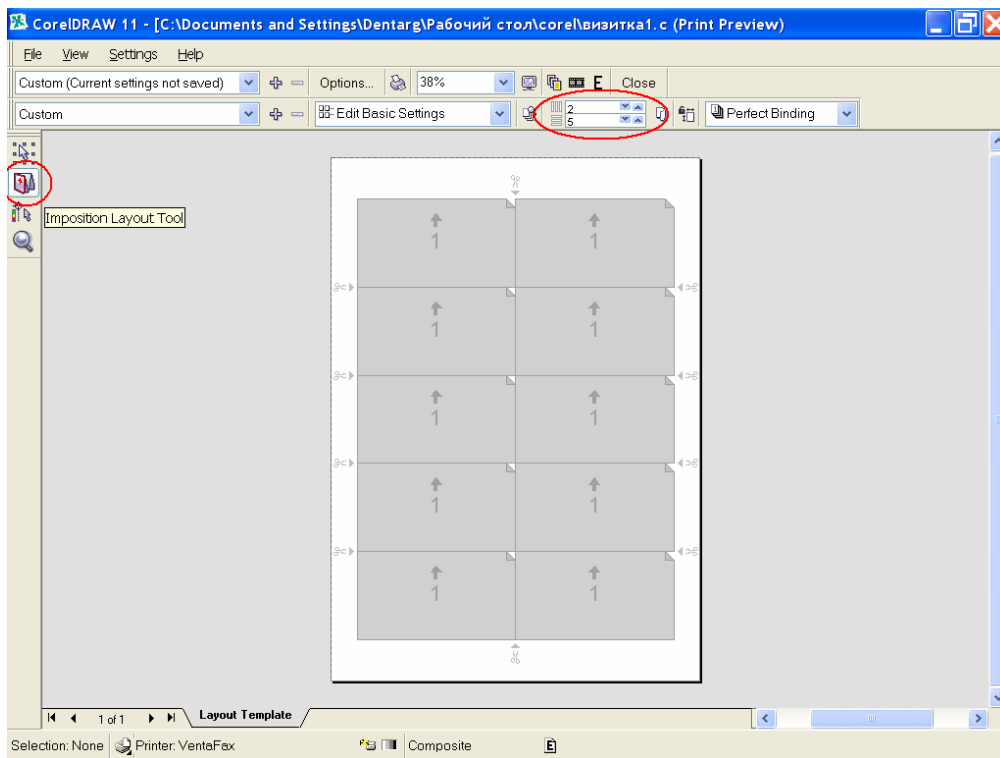 CorelDRAW 11 - [C:\Documents and Settings\Dentarg\Рабочий стол\corel\визитка1.c (Print Preview)
File View Settings Help
Custom (Current settings not saved) Options... 38% E Close
Custom Edit Basic Settings 2 Perfect Binding
5
Imposition Layout Tool
1 1
1 1
1 1
1 1
1 1
1 of 1 Layout Template
Selection: None Printer: VentaFax Composite E